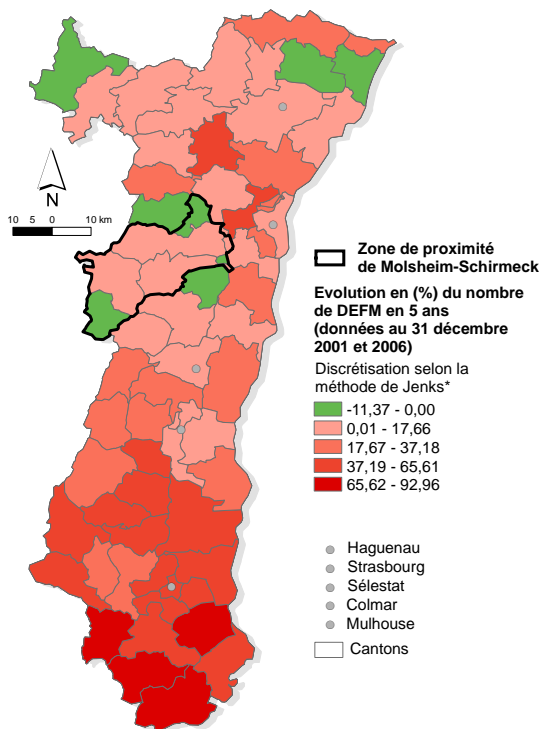 N
10 5 0 10 km
Zone de proximité
de Molsheim-Schirmeck
Evolution en (%) du nombre
de DEFM en 5 ans
(données au 31 décembre
2001 et 2006)
Discrétisation selon la
méthode de Jenks*
-11,37 - 0,00
0,01 - 17,66
17,67 - 37,18
37,19 - 65,61
65,62 - 92,96
Haguenau
Strasbourg
Sélestat
Colmar
Mulhouse
Cantons